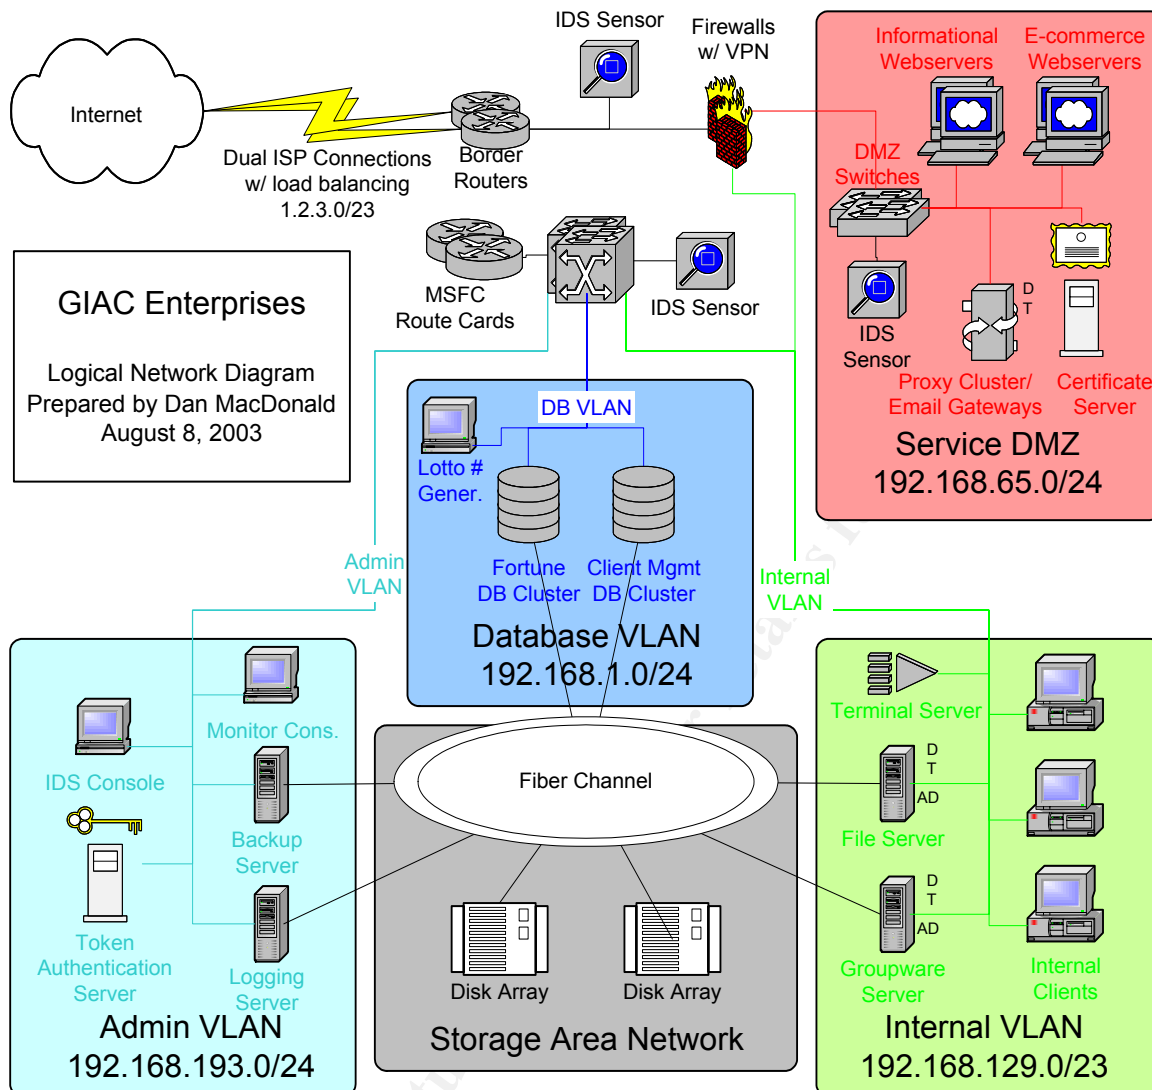 IDS Sensor
Firewalls
w/ VPN
Informational
Webservers
E-commerce
Webservers
Internet
Dual ISP Connections
w/ load balancing
1.2.3.0/23
Border
Routers
DMZ
Switches
MSFC
Route Cards
IDS Sensor
IDS
Sensor
D
T
Proxy Cluster/
Email Gateways
Certificate
Server
Service DMZ
192.168.65.0/24
GIAC Enterprises
Logical Network Diagram
Prepared by Dan MacDonald
August 8, 2003
DB VLAN
Lotto #
Gener.
Fortune
DB Cluster
Client Mgmt
DB Cluster
Database VLAN
192.168.1.0/24
Admin
VLAN
Internal
VLAN
Monitor Cons.
IDS Console
Backup
Server
Token
Authentication
Server
Logging
Server
Admin VLAN
192.168.193.0/24
Fiber Channel
Disk Array
Disk Array
Storage Area Network
Terminal Server
D
T
AD
File Server
D
T
AD
Groupware
Server
Internal
Clients
Internal VLAN
192.168.129.0/23